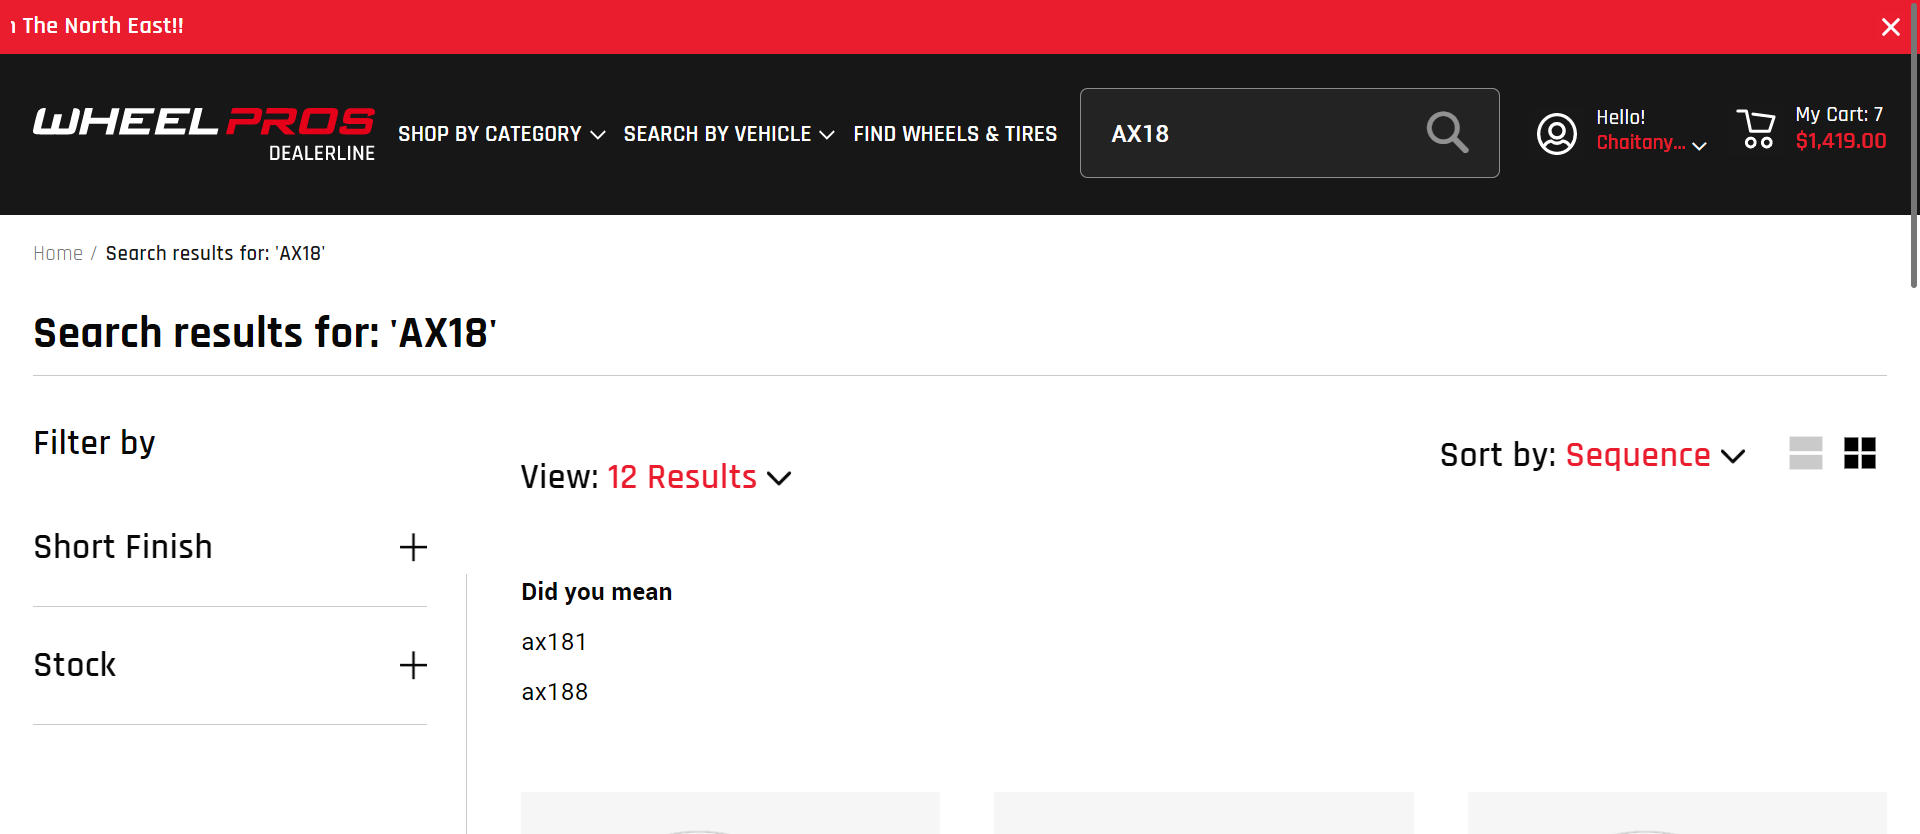 The North East!!
WHEEL PROS
DEALERLINE
SHOP BY CATEGORY
SEARCH BY VEHICLE
FIND WHEELS & TIRES
AX18
Hello!
Chaitany...
My Cart: 7
$1,419.00
Home / Search results for: 'AX18'
Search results for: 'AX18'
Filter by
Short Finish
Stock
View: 12 Results
Sort by: Sequence
Did you mean
ax181
ax188